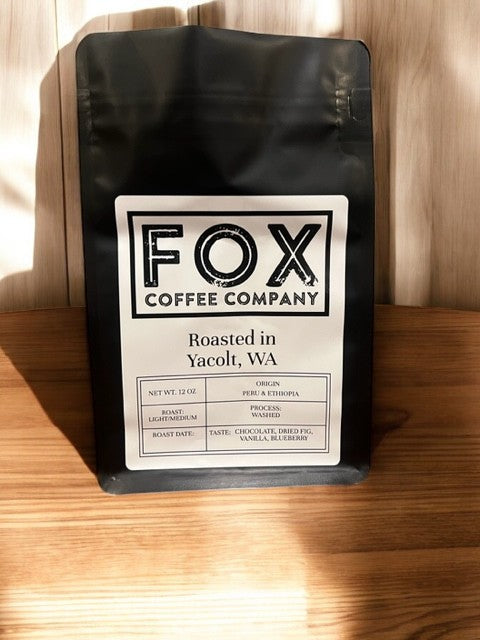 FOX
COFFEE COMPANY
Roasted in
Yacolt, WA
NET WT. 12 OZ
ORIGIN
PERU & ETHIOPIA
ROAST:
LIGHT/MEDIUM
PROCESS:
WASHED
ROAST DATE:
TASTE: CHOCOLATE, DRIED FIG,
VANILLA, BLUEBERRY